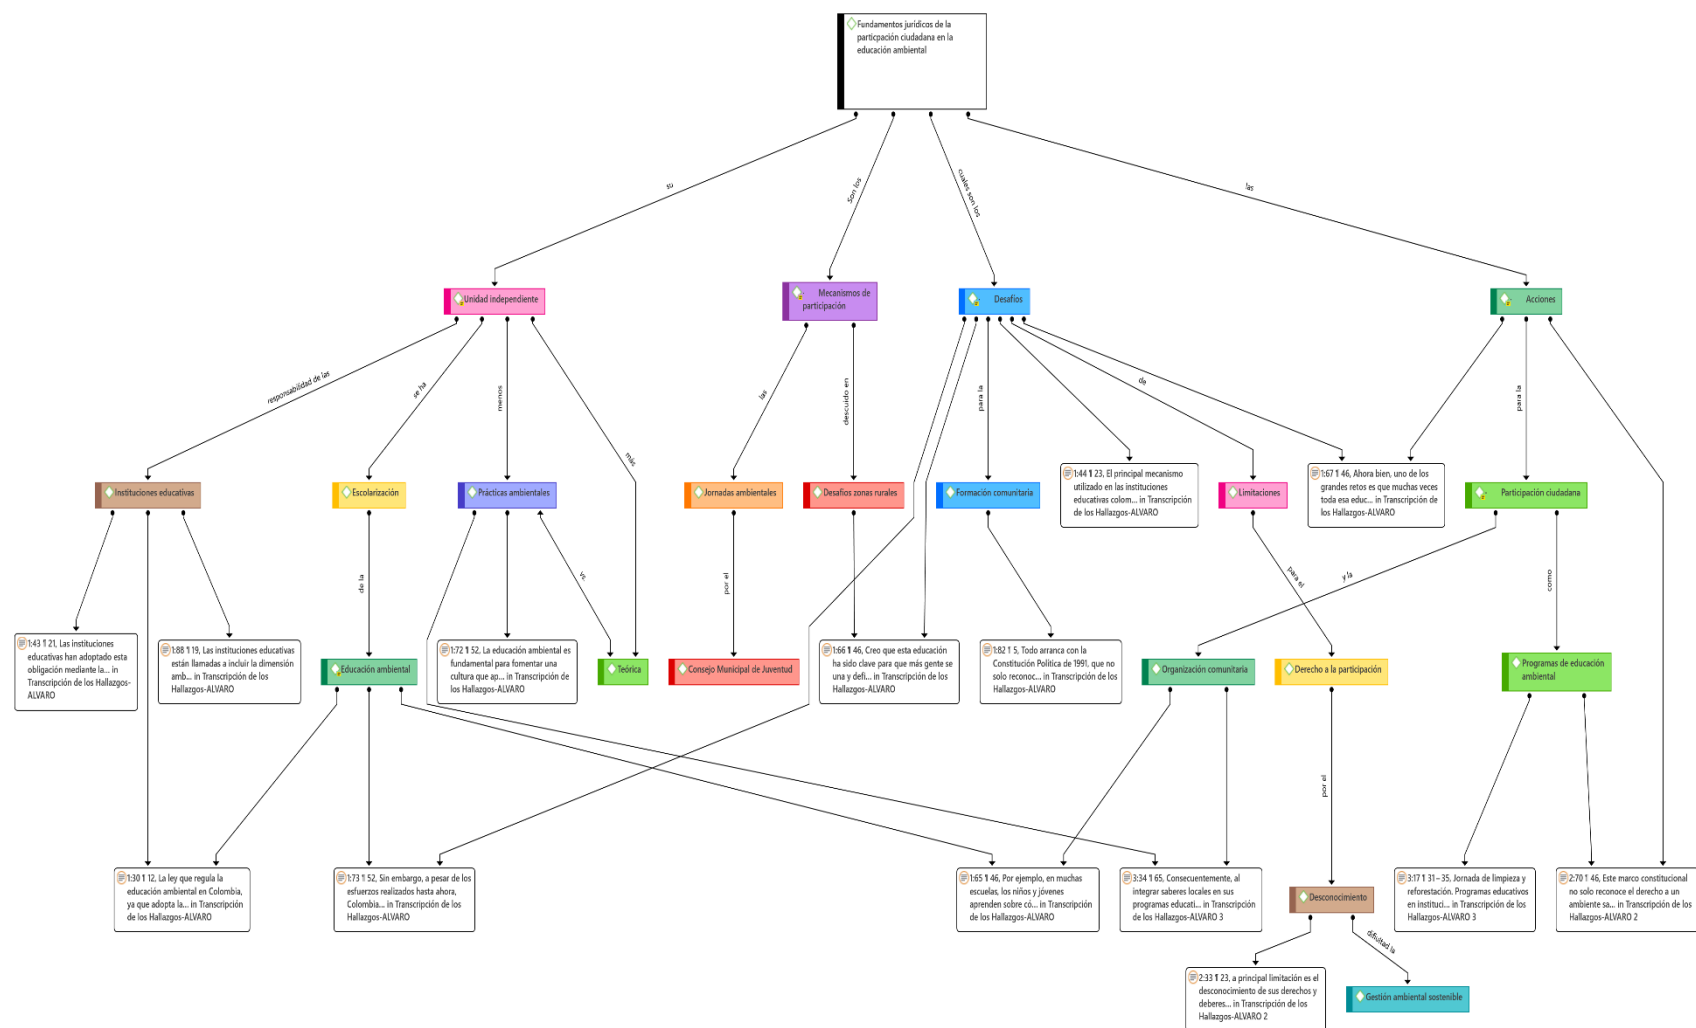 Fundamentos jurídicos de la
particpación ciudadana en la
educación ambiental
su
Son los
cuales son los
las
Unidad independiente
Mecanismos de
participación
Desafíos
Acciones
responsabilidad de las
se ha
menos
más
las
descuido en
para la
de
para la
Instituciones educativas
Escolarización
Prácticas ambientales
Jornadas ambientales
Desafíos zonas rurales
Formación comunitaria
1:44 ¶ 23, El principal mecanismo
utilizado en las instituciones
educativas colom... in Transcripción
de los Hallazgos-ALVARO
Limitaciones
1:67 ¶ 46, Ahora bien, uno de los
grandes retos es que muchas veces
toda esa educ... in Transcripción de
los Hallazgos-ALVARO
Participación ciudadana
de la
vs
por el
para el
y la
como
1:43 ¶ 21, Las instituciones
educativas han adoptado esta
obligación mediante la... in
Transcripción de los Hallazgos-
ALVARO
1:88 ¶ 19, Las instituciones educativas
están llamadas a incluir la dimensión
amb... in Transcripción de los
Hallazgos-ALVARO
Educación ambiental
1:72 ¶ 52, La educación ambiental es
fundamental para fomentar una
cultura que ap... in Transcripción de
los Hallazgos-ALVARO
Teórica
Consejo Municipal de Juventud
1:66 ¶ 46, Creo que esta educación
ha sido clave para que más gente se
una y defi... in Transcripción de los
Hallazgos-ALVARO
1:82 ¶ 5, Todo arranca con la
Constitución Política de 1991, que no
solo reconoc... in Transcripción de
los Hallazgos-ALVARO
Organización comunitaria
Derecho a la participación
Programas de educación
ambiental
por el
1:30 ¶ 12, La ley que regula la
educación ambiental en Colombia,
ya que adopta la... in Transcripción
de los Hallazgos-ALVARO
1:73 ¶ 52, Sin embargo, a pesar de los
esfuerzos realizados hasta ahora,
Colombia... in Transcripción de los
Hallazgos-ALVARO
1:65 ¶ 46, Por ejemplo, en muchas
escuelas, los niños y jóvenes
aprenden sobre có... in Transcripción
de los Hallazgos-ALVARO
3:34 ¶ 65, Consecuentemente, al
integrar saberes locales en sus
programas educati... in Transcripción
de los Hallazgos-ALVARO 3
Desconocimiento
3:17 ¶ 31 – 35, Jornada de limpieza y
reforestación. Programas educativos
en instituci... in Transcripción de los
Hallazgos-ALVARO 3
2:70 ¶ 46, Este marco constitucional
no solo reconoce el derecho a un
ambiente sa... in Transcripción de
los Hallazgos-ALVARO 2
difiultad la
2:33 ¶ 23, a principal limitación es el
desconocimiento de sus derechos y
deberes... in Transcripción de los
Hallazgos-ALVARO 2
Gestión ambiental sostenible